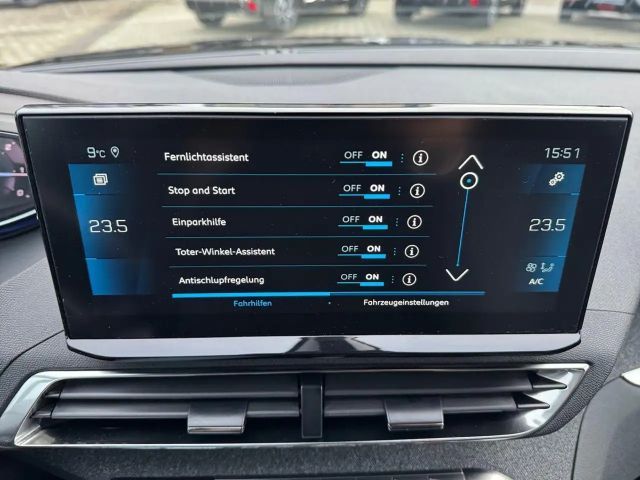 9°C
15:51
Fernlichtassistent OFF ON
Stop and Start OFF ON
Einparkhilfe OFF ON
Toter-Winkel-Assistent OFF ON
Antischlupfregelung OFF ON
23.5
23.5
A/C
Fahrhilfen
Fahrzeugeinstellungen